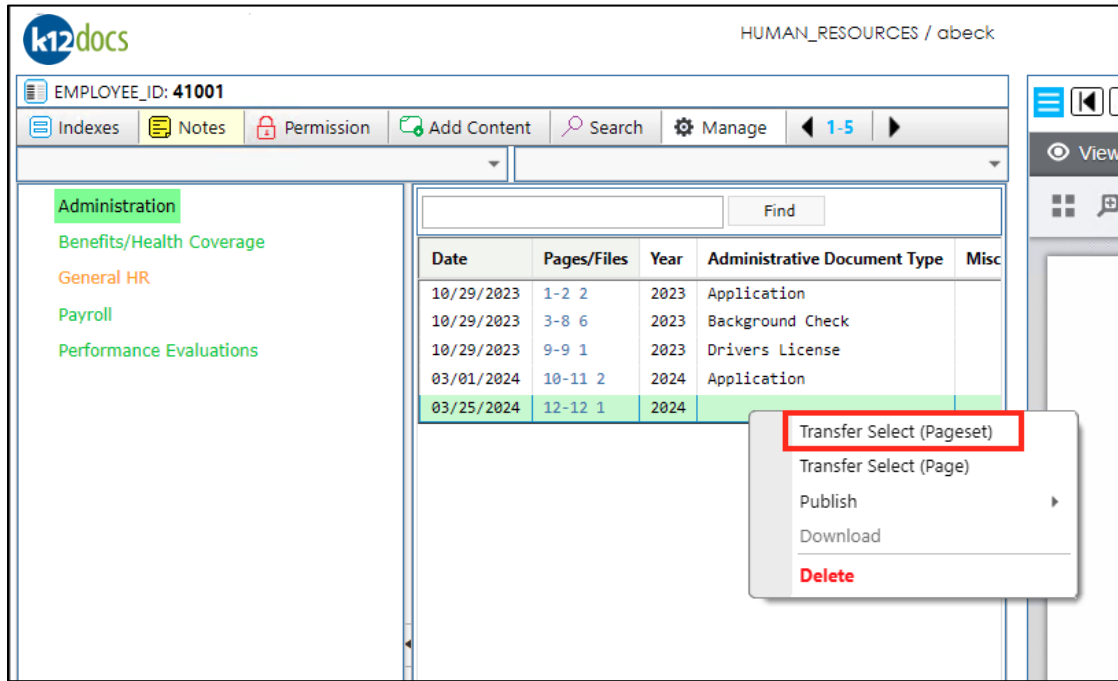 k12docs
HUMAN_RESOURCES / abeck
EMPLOYEE_ID: 41001
Indexes Notes Permission Add Content Search Manage 1-5
View
Administration
Benefits/Health Coverage
General HR
Payroll
Performance Evaluations
Find
Date Pages/Files Year Administrative Document Type Misc
10/29/2023 1-2 2 2023 Application
10/29/2023 3-8 6 2023 Background Check
10/29/2023 9-9 1 2023 Drivers License
03/01/2024 10-11 2 2024 Application
03/25/2024 12-12 1 2024
Transfer Select (Pageset)
Transfer Select (Page)
Publish
Download
Delete